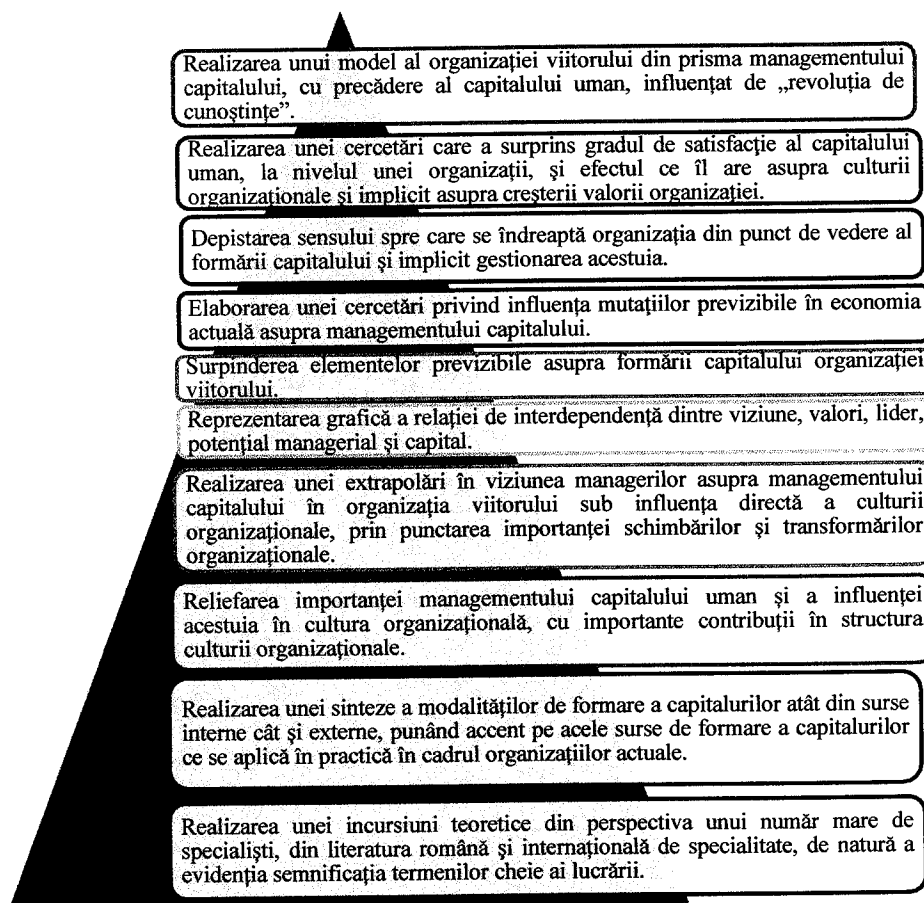 Realizarea unui model al organizației viitorului din prisma managementului
capitalului, cu precădere al capitalului uman, influențat de „revoluția de
cunoștințe”.
Realizarea unei cercetări care a surprins gradul de satisfacție al capitalului
uman, la nivelul unei organizații, și efectul ce îl are asupra culturii
organizaționale și implicit asupra creșterii valorii organizației.
Depistarea sensului spre care se îndreaptă organizația din punct de vedere al
formării capitalului și implicit gestionarea acestuia.
Elaborarea unei cercetări privind influența mutațiilor previzibile în economia
actuală asupra managementului capitalului.
Surpinderea elementelor previzibile asupra formării capitalului organizației
viitorului.
Reprezentarea grafică a relației de interdependență dintre viziune, valori, lider,
potențial managerial și capital.
Realizarea unei extrapolări în viziunea managerilor asupra managementului
capitalului în organizația viitorului sub influența directă a culturii
organizaționale, prin punctarea importanței schimbărilor și transformărilor
organizaționale.
Reliefarea importanței managementului capitalului uman și a influenței
acestuia în cultura organizațională, cu importante contribuții în structura
culturii organizaționale.
Realizarea unei sinteze a modalităților de formare a capitalurilor atât din surse
interne cât și externe, punând accent pe acele surse de formare a capitalurilor
ce se aplică în practică în cadrul organizațiilor actuale.
Realizarea unei incursiuni teoretice din perspectiva unui număr mare de
specialiști, din literatura română și internațională de specialitate, de natură a
evidenția semnificația termenilor cheie ai lucrării.